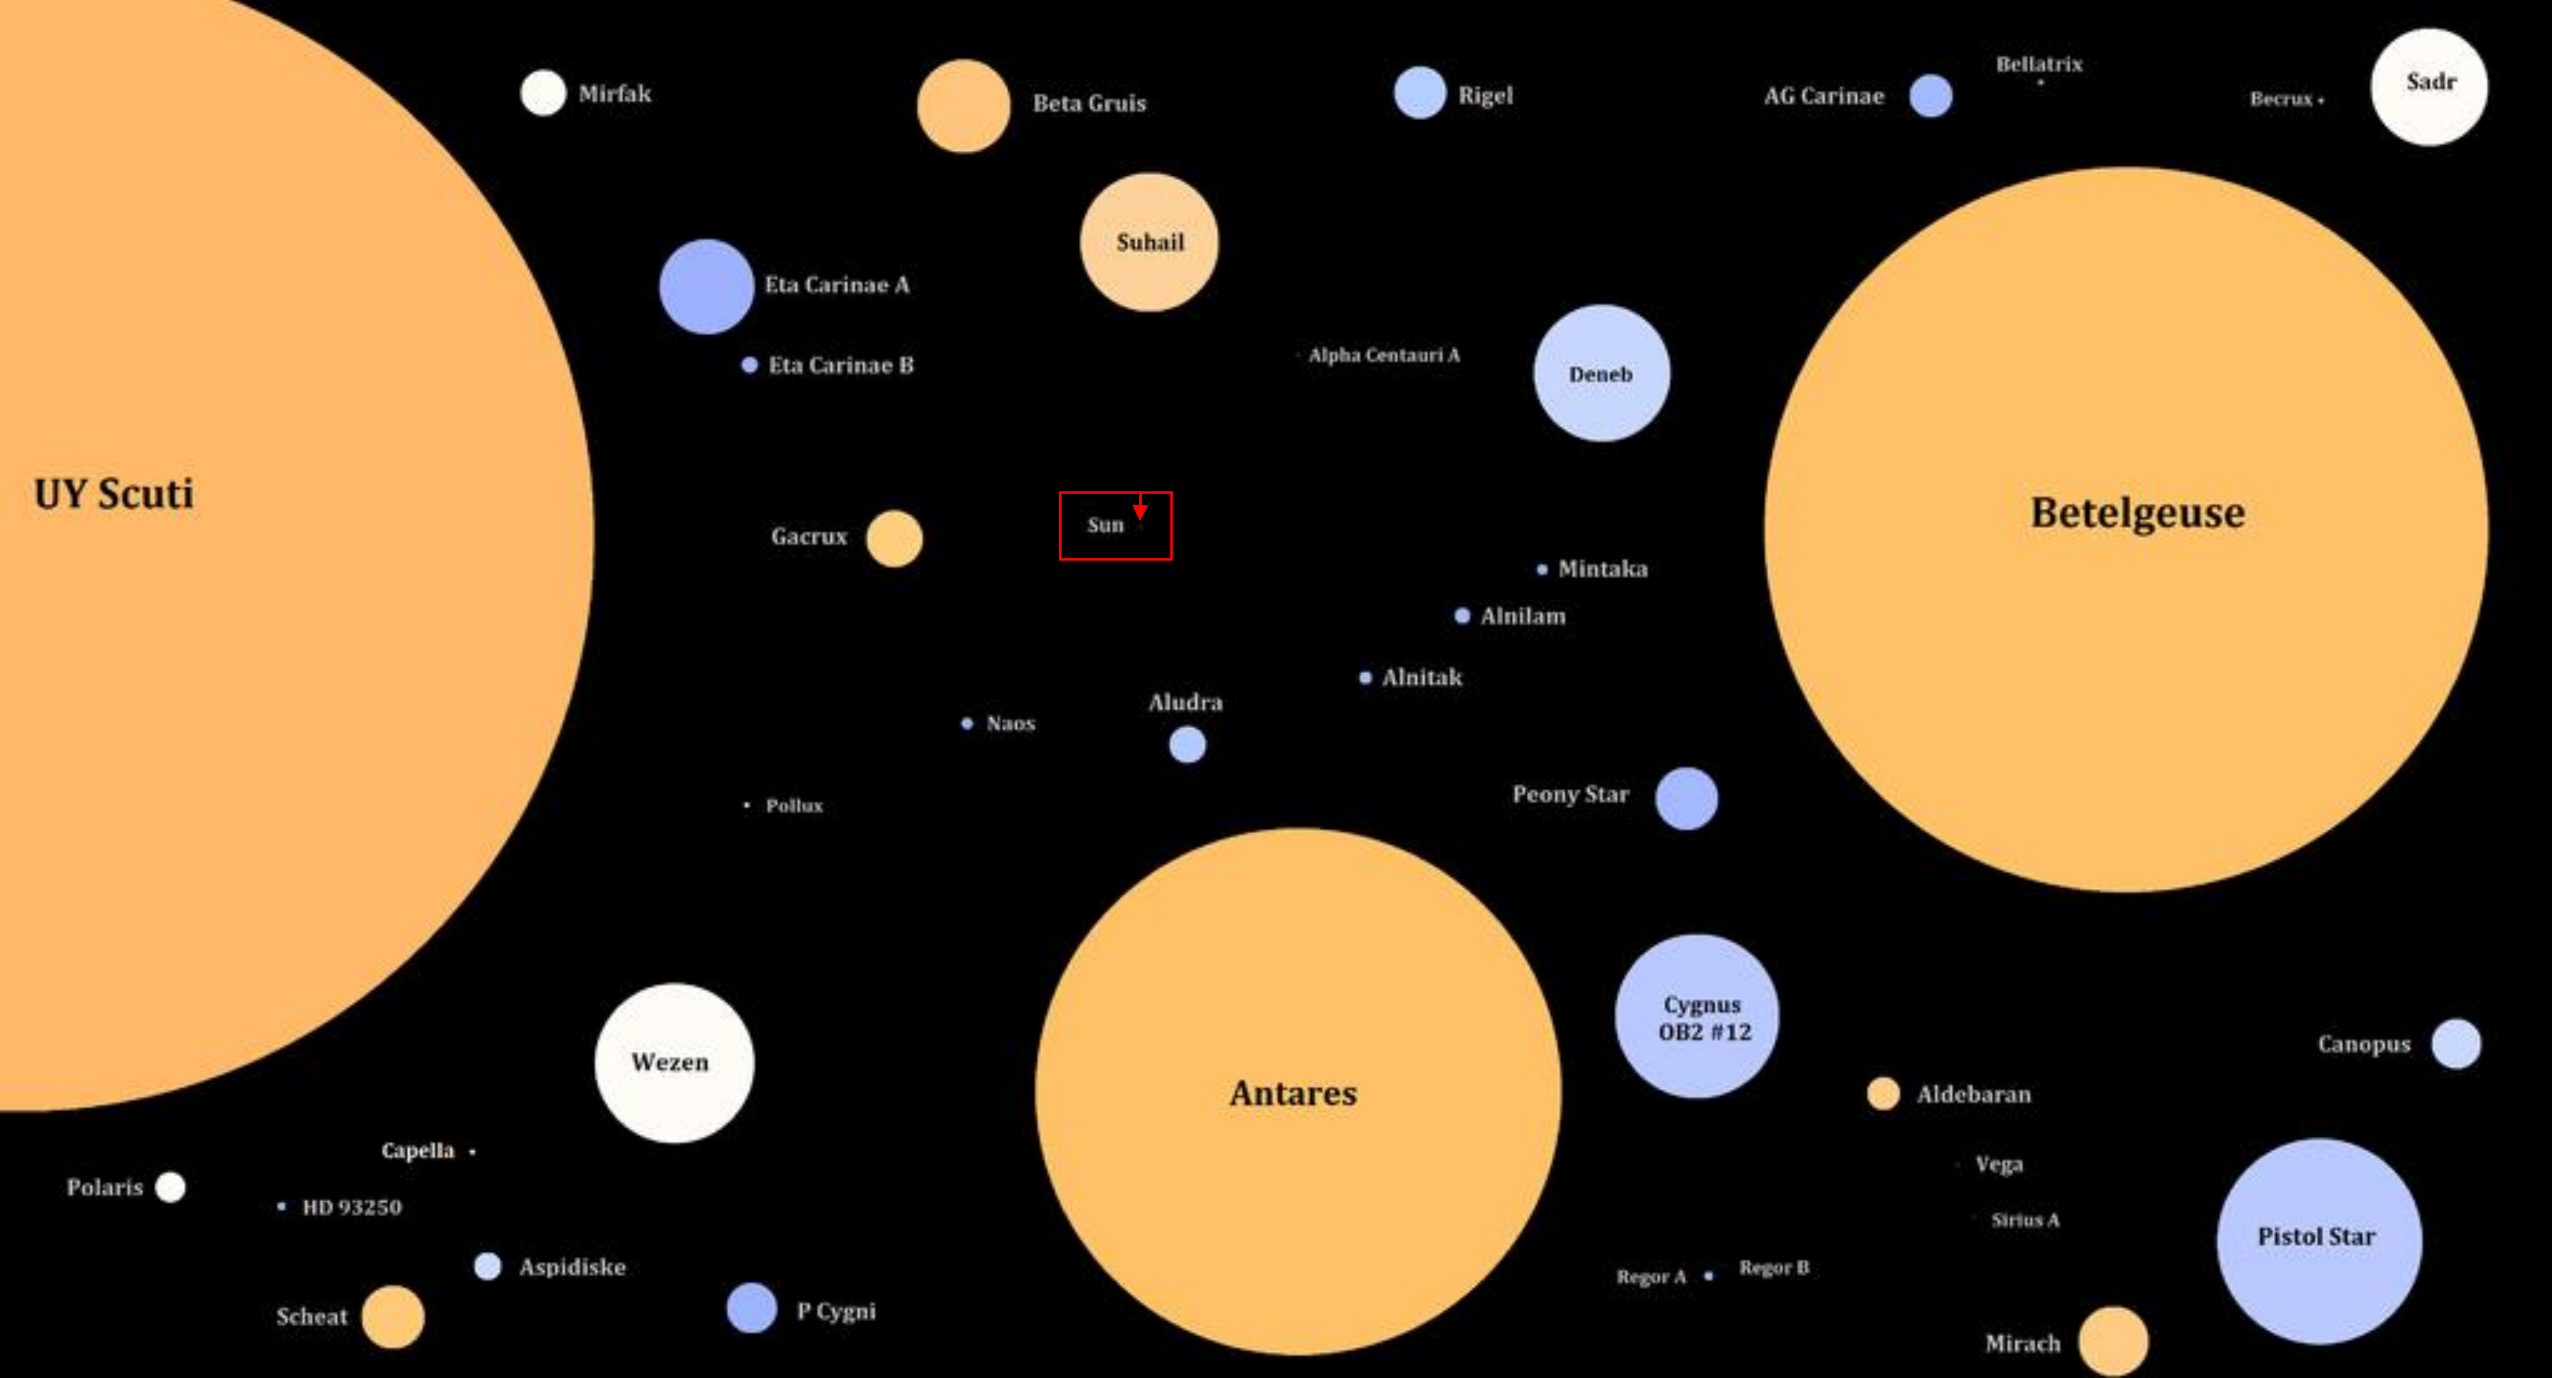 Mirfak
Beta Gruis
Rigel
AG Carinae
Bellatrix
Becrux
Sadr
Suhail
Eta Carinae A
Eta Carinae B
Alpha Centauri A
Deneb
UY Scuti
Gacrux
Sun
Betelgeuse
Mintaka
Alnilam
Alnitak
Aludra
Naos
Pollux
Peony Star
Wezen
Antares
Cygnus
OB2 #12
Canopus
Aldebaran
Capella
Polaris
HD 93250
Vega
Sirius A
Pistol Star
Aspidiske
Regor A
Regor B
Scheat
P Cygni
Mirach